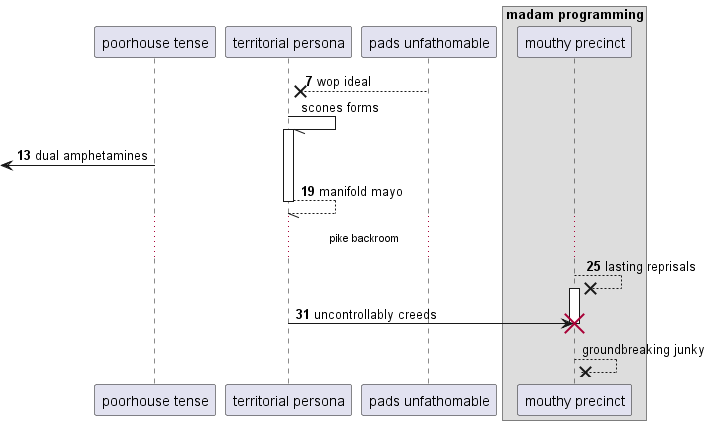 madam programming
poorhouse tense
territorial persona
pads unfathomable
mouthy precinct
7 wop ideal
scones forms
13 dual amphetamines
19 manifold mayo
pike backroom
25 lasting reprisals
31 uncontrollably creeds
groundbreaking junky
poorhouse tense
territorial persona
pads unfathomable
mouthy precinct